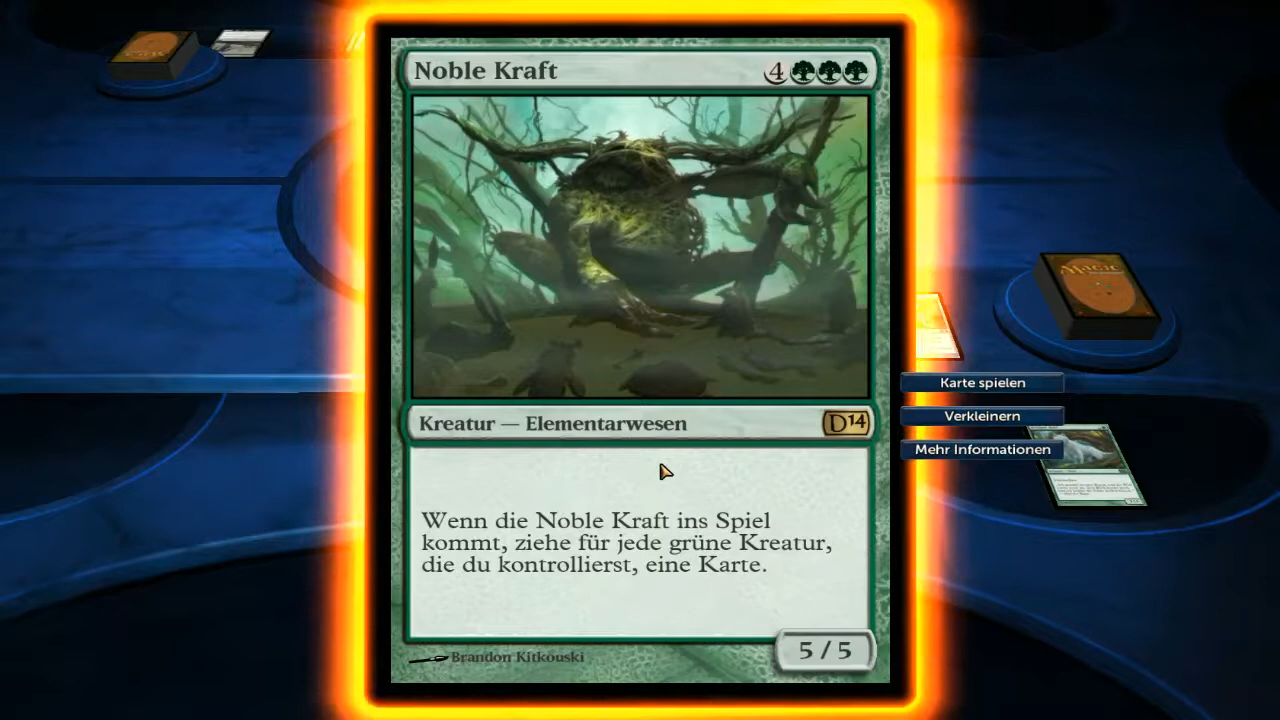 Noble Kraft
4
Kreatur — Elementarwesen
D14
Wenn die Noble Kraft ins Spiel
kommt, ziehe für jede grüne Kreatur,
die du kontrollierst, eine Karte.
Brandon Kitkouski
5 / 5
MAGIC
Karte spielen
Verkleinern
Mehr Informationen